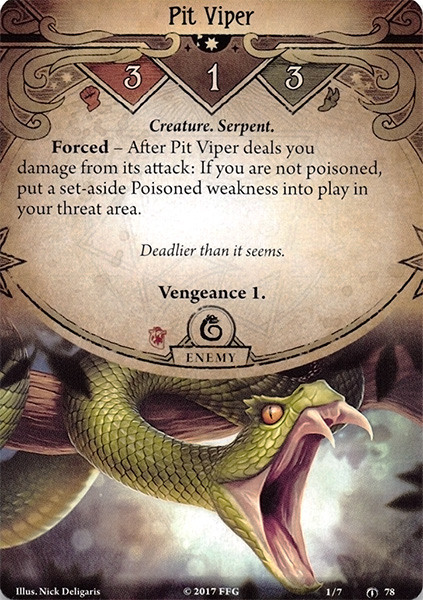 Pit Viper
3 1 3
Creature. Serpent.
Forced – After Pit Viper deals you
damage from its attack: If you are not poisoned,
put a set-aside Poisoned weakness into play in
your threat area.
Deadlier than it seems.
Vengeance 1.
ENEMY
Illus. Nick Deligaris © 2017 FFG 1/7 78